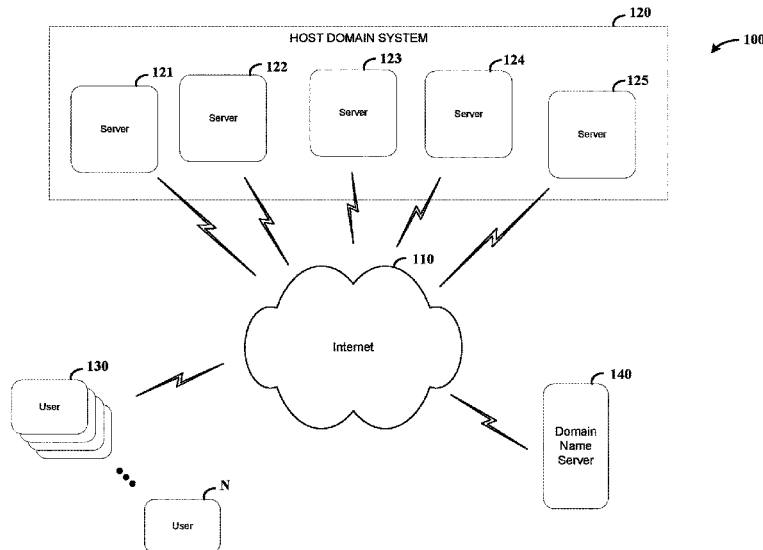 120
HOST DOMAIN SYSTEM
100
121
122
123
124
125
Server
Server
Server
Server
Server
110
Internet
130
User
140
Domain
Name
Server
N
User